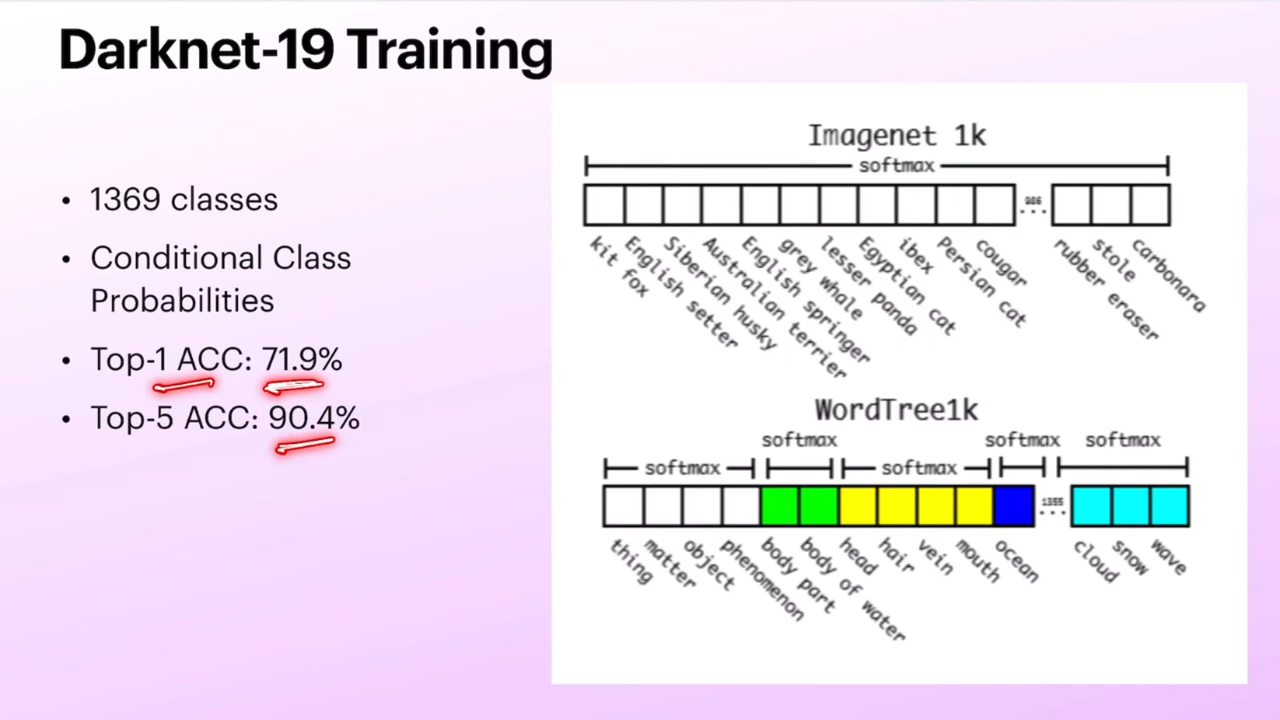 Darknet-19 Training
• 1369 classes
• Conditional Class
Probabilities
• Top-1 ACC: 71.9%
• Top-5 ACC: 90.4%
Imagenet 1k
softmax
986
...
kit fox
English setter
Siberian husky
Australian terrier
English springer
grey whale
lesser panda
Egyptian cat
ibex
Persian cat
cougar
rubber eraser
stole
carbonara
WordTree1k
softmax softmax softmax
softmax softmax
1355
...
thing
matter
object
phenomenon
body part
body of water
head
hair
vein
mouth
ocean
cloud
snow
wave